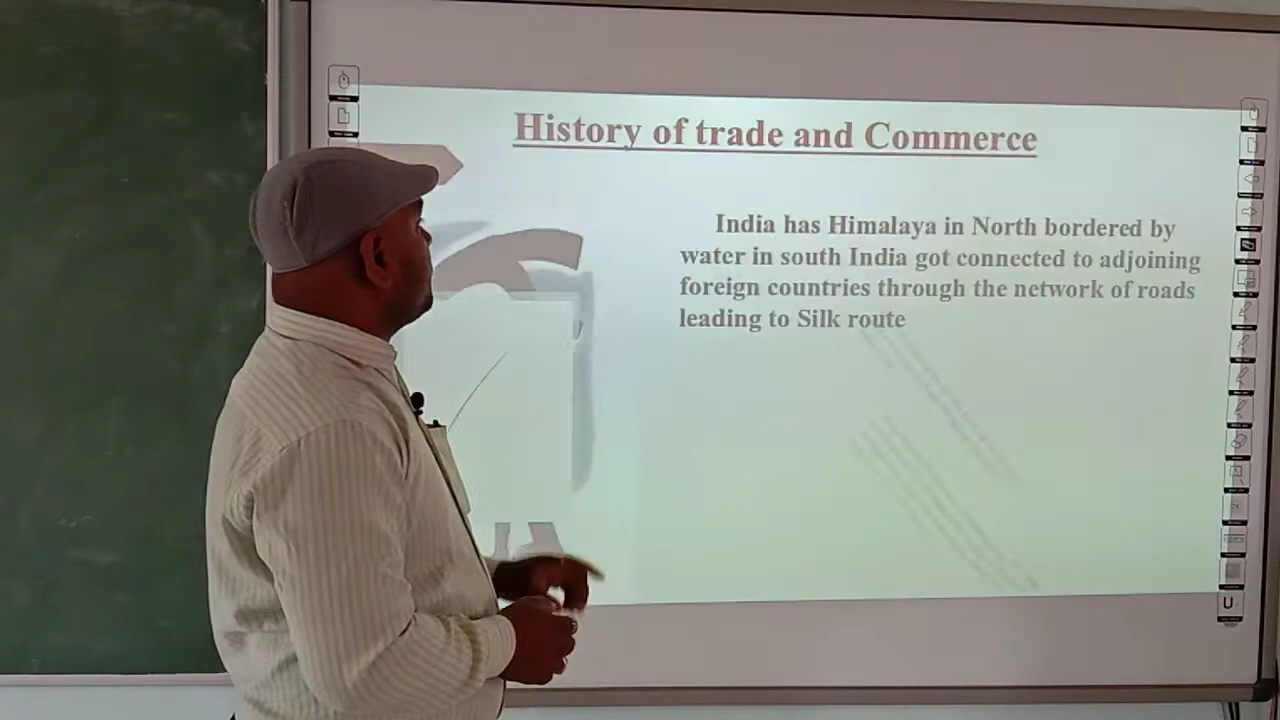 History of trade and Commerce
India has Himalaya in North bordered by
water in south India got connected to adjoining
foreign countries through the network of roads
leading to Silk route
U